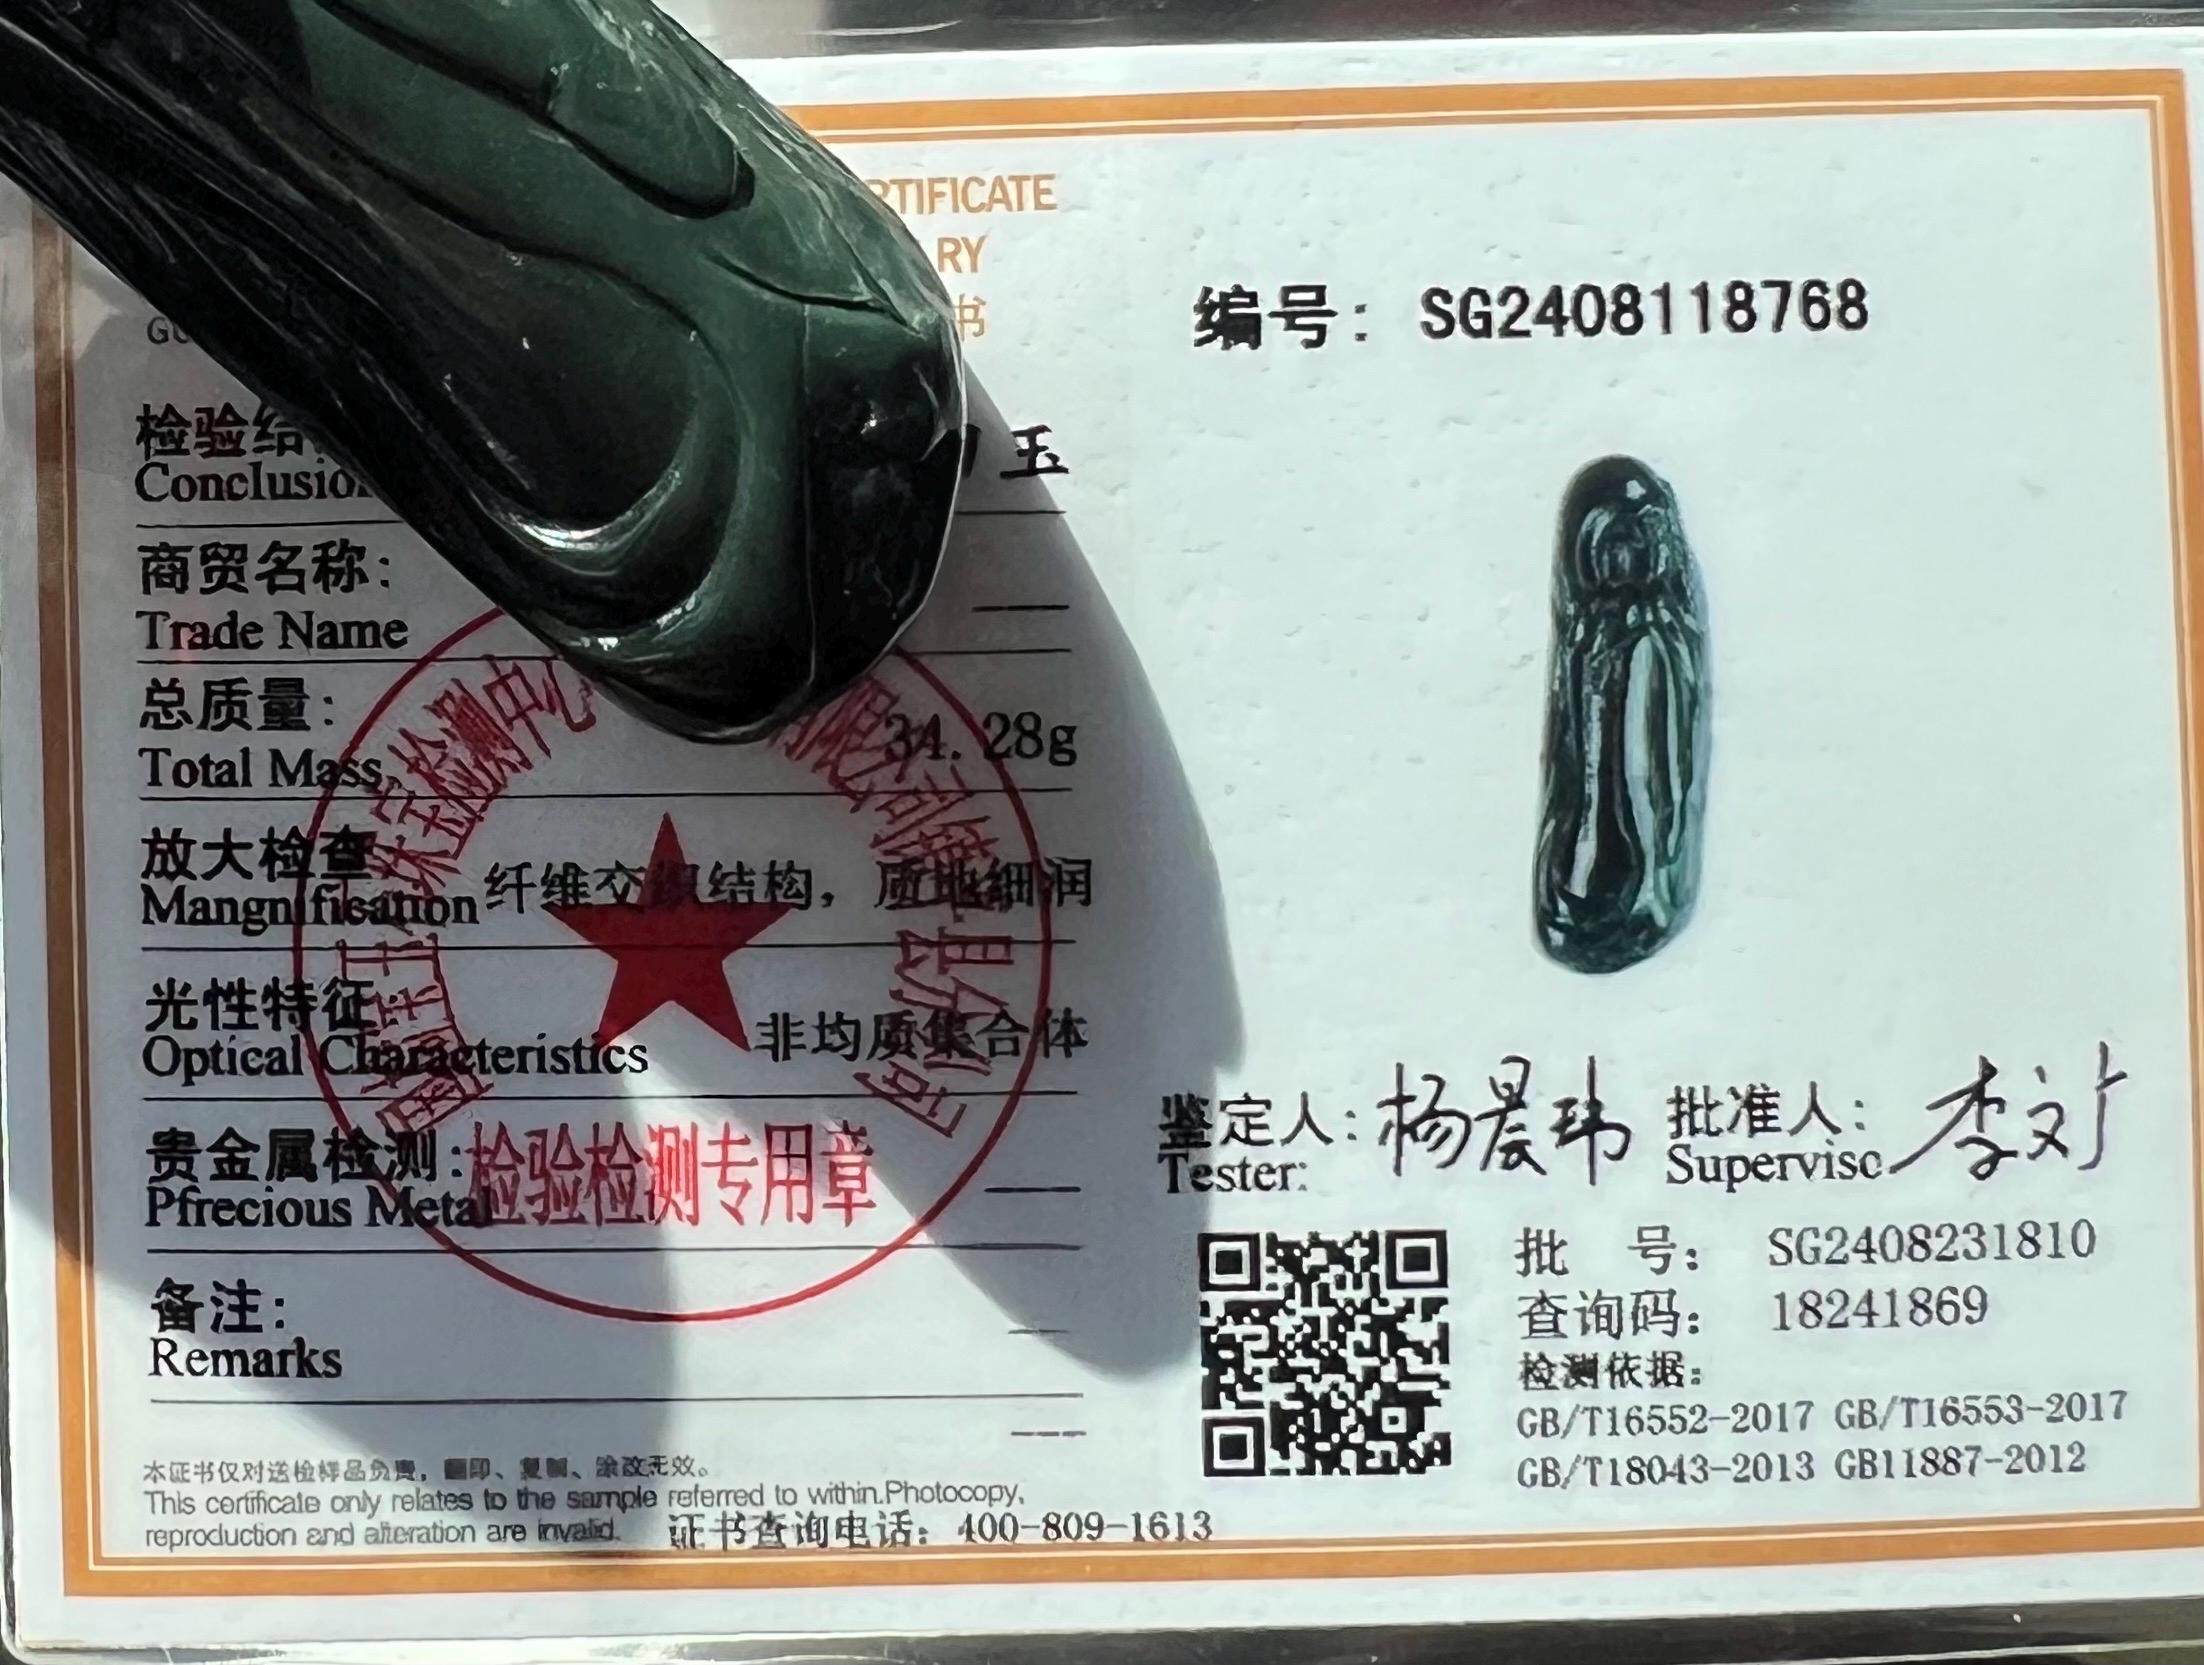 RTIFICATE
RY
书
编号: SG2408118768
检验结
Conclusion
玉
商贸名称:
Trade Name
总质量:
Total Mass
34.28g
放大检查
Mangnification
纤维交织结构, 质地细润
光性特征:
Optical Characteristics
非均质集合体
贵金属检测:
Pfrecious Metal
检验检测专用章
备注:
Remarks
本证书仅对送检样品负责, 翻印、复制、涂改无效。
This certificate only relates to the sample referred to within.Photocopy,
reproduction and alteration are invalid.
证书查询电话: 400-809-1613
鉴定人: 杨晨玮 批准人: 李文广
Tester: Supervisc
批 号: SG2408231810
查询码: 18241869
检测依据:
GB/T16552-2017 GB/T16553-2017
GB/T18043-2013 GB11887-2012